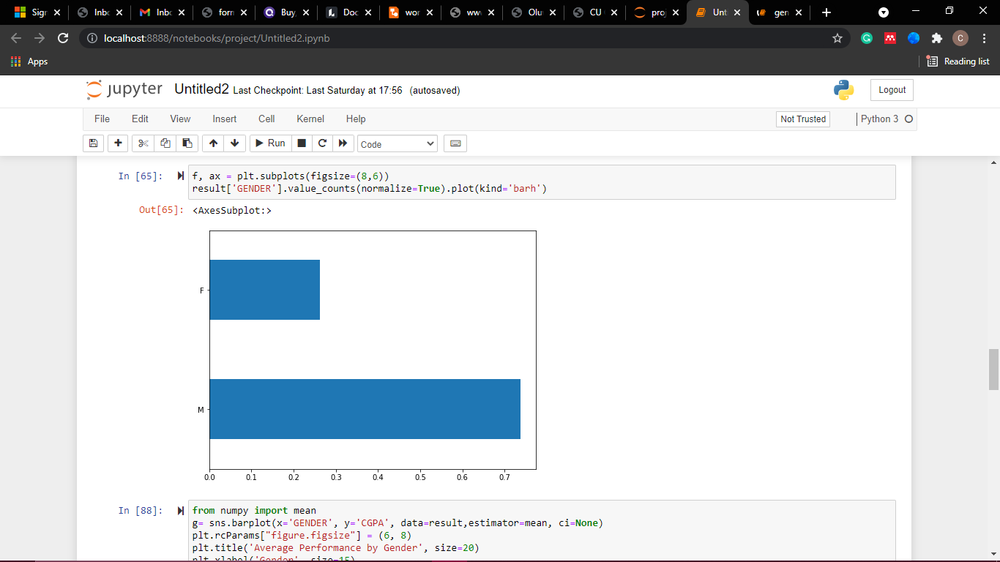 Sigr Inbc Inbc forn Buy, Doc wor ww Olu CU proj Unt gen
localhost:8888/notebooks/project/Untitled2.ipynb
C
Apps Reading list
jupyter Untitled2 Last Checkpoint: Last Saturday at 17:56 (autosaved) Logout
File Edit View Insert Cell Kernel Help Not Trusted Python 3
Run Code
In [65]: f, ax = plt.subplots(figsize=(8,6))
result['GENDER'].value_counts(normalize=True).plot(kind='barh')
Out[65]: <AxesSubplot:>
F
M
0.0 0.1 0.2 0.3 0.4 0.5 0.6 0.7
In [88]: from numpy import mean
g= sns.barplot(x='GENDER', y='CGPA', data=result,estimator=mean, ci=None)
plt.rcParams["figure.figsize"] = (6, 8)
plt.title('Average Performance by Gender', size=20)
plt.xlabel('Gender', size=15)